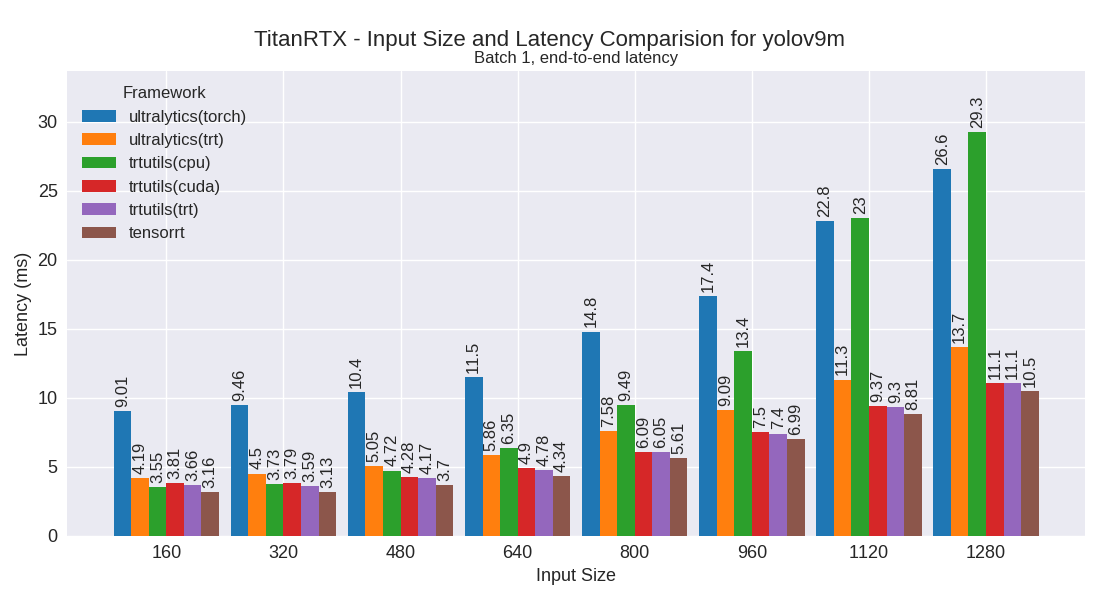 TitanRTX - Input Size and Latency Comparision for yolov9m
Batch 1, end-to-end latency
Framework
ultralytics(torch)
ultralytics(trt)
trtutils(cpu)
trtutils(cuda)
trtutils(trt)
tensorrt
Latency (ms)
30
25
20
15
10
5
0
9.01 4.19 3.55 3.81 3.66 3.16
9.46 4.5 3.73 3.79 3.59 3.13
10.4 5.05 4.72 4.28 4.17 3.7
11.5 5.86 6.35 4.9 4.78 4.34
14.8 7.58 9.49 6.09 6.05 5.61
17.4 9.09 13.4 7.5 7.4 6.99
22.8 11.3 23 9.37 9.3 8.81
26.6 13.7 29.3 11.1 11.1 10.5
160 320 480 640 800 960 1120 1280
Input Size